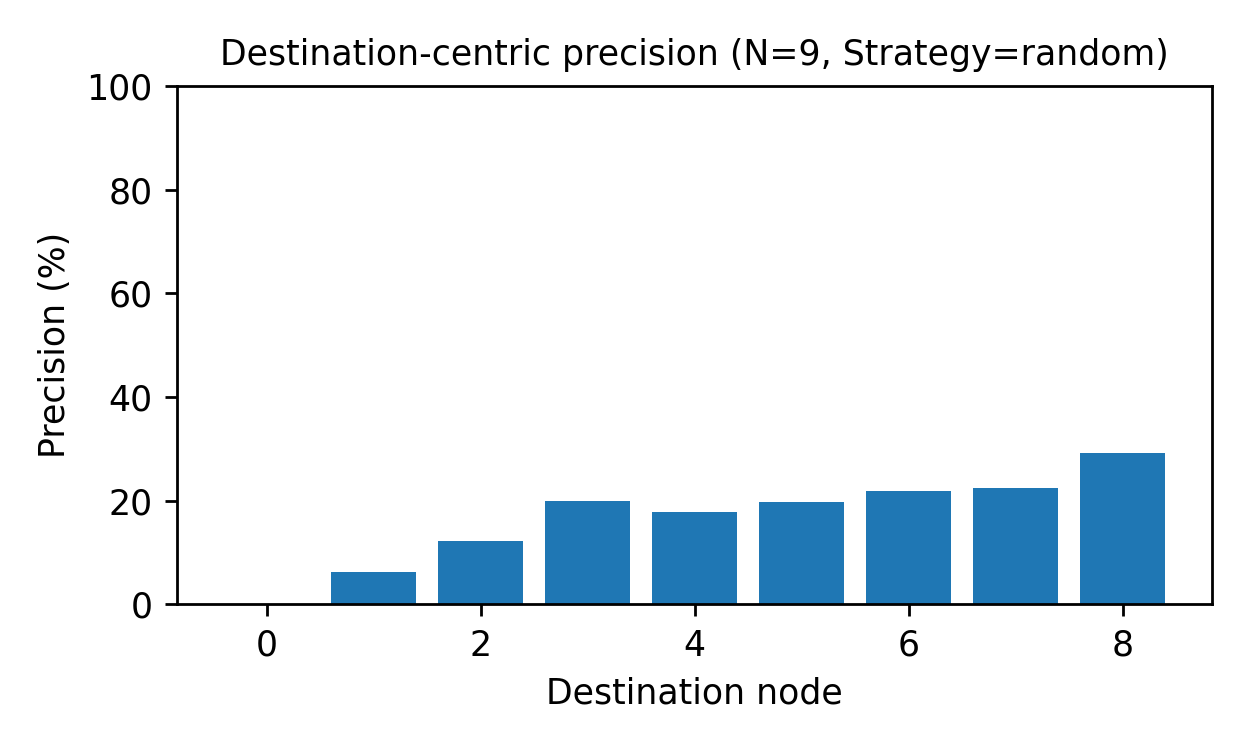 Destination-centric precision (N=9, Strategy=random)
100
80
60
40
20
0
Precision (%)
0 2 4 6 8
Destination node